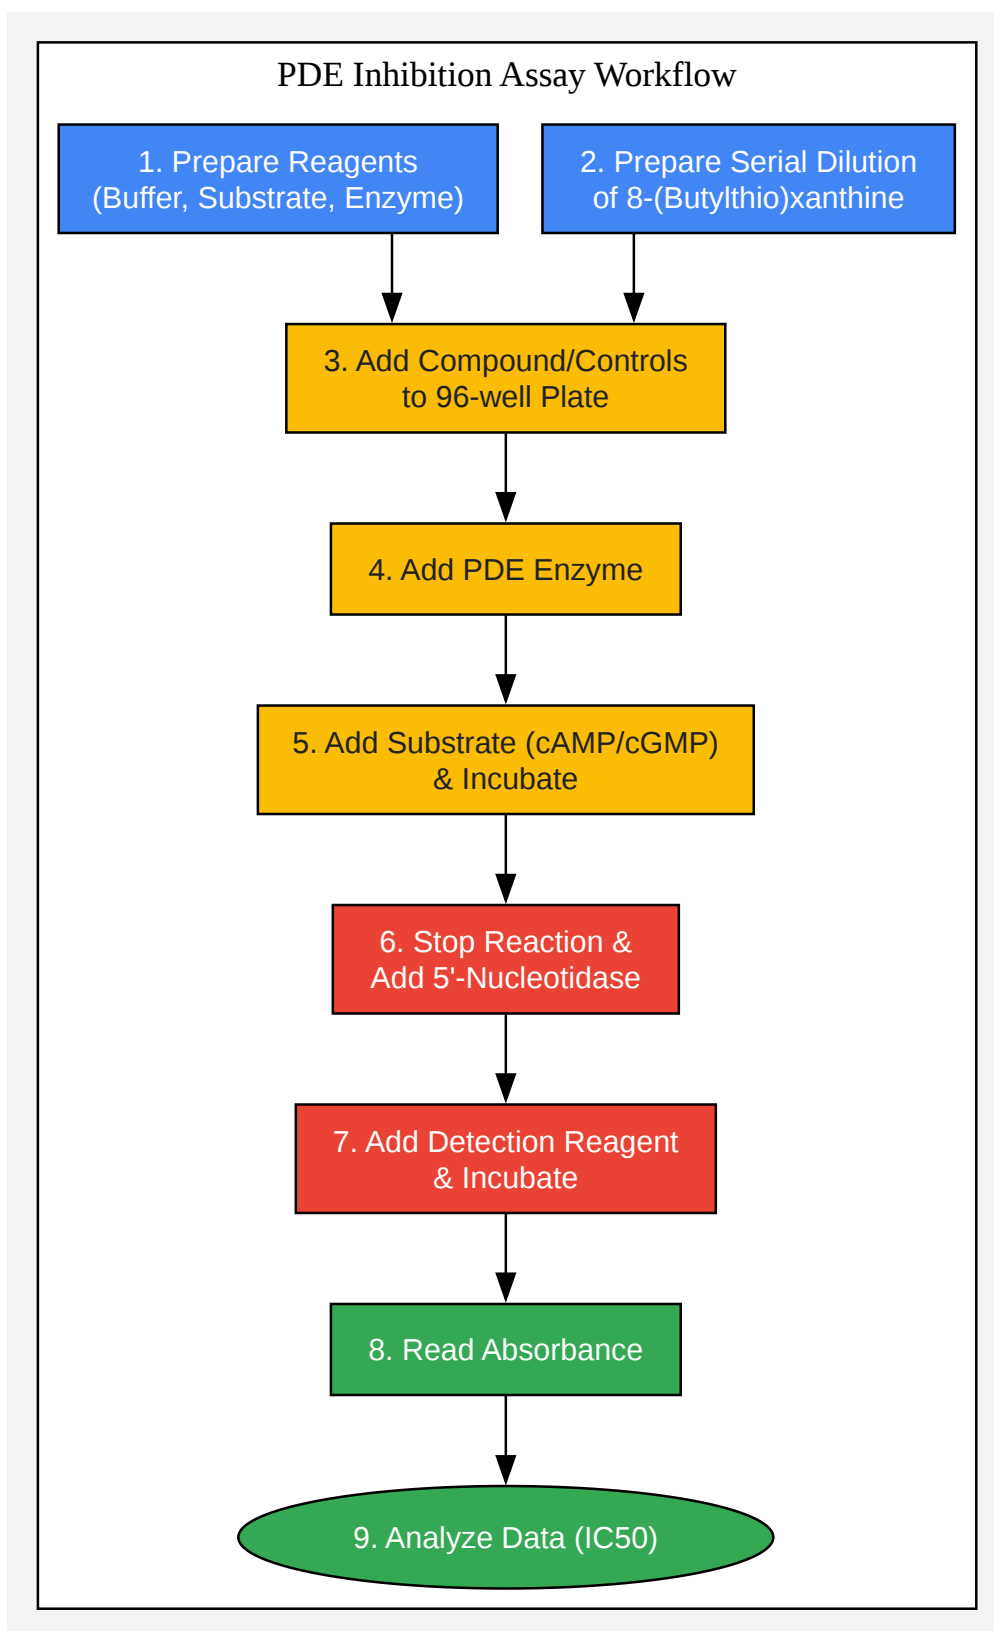 PDE Inhibition Assay Workflow
1. Prepare Reagents
(Buffer, Substrate, Enzyme)
2. Prepare Serial Dilution
of 8-(Butylthio)xanthine
3. Add Compound/Controls
to 96-well Plate
4. Add PDE Enzyme
5. Add Substrate (cAMP/cGMP)
& Incubate
6. Stop Reaction &
Add 5'-Nucleotidase
7. Add Detection Reagent
& Incubate
8. Read Absorbance
9. Analyze Data (IC50)